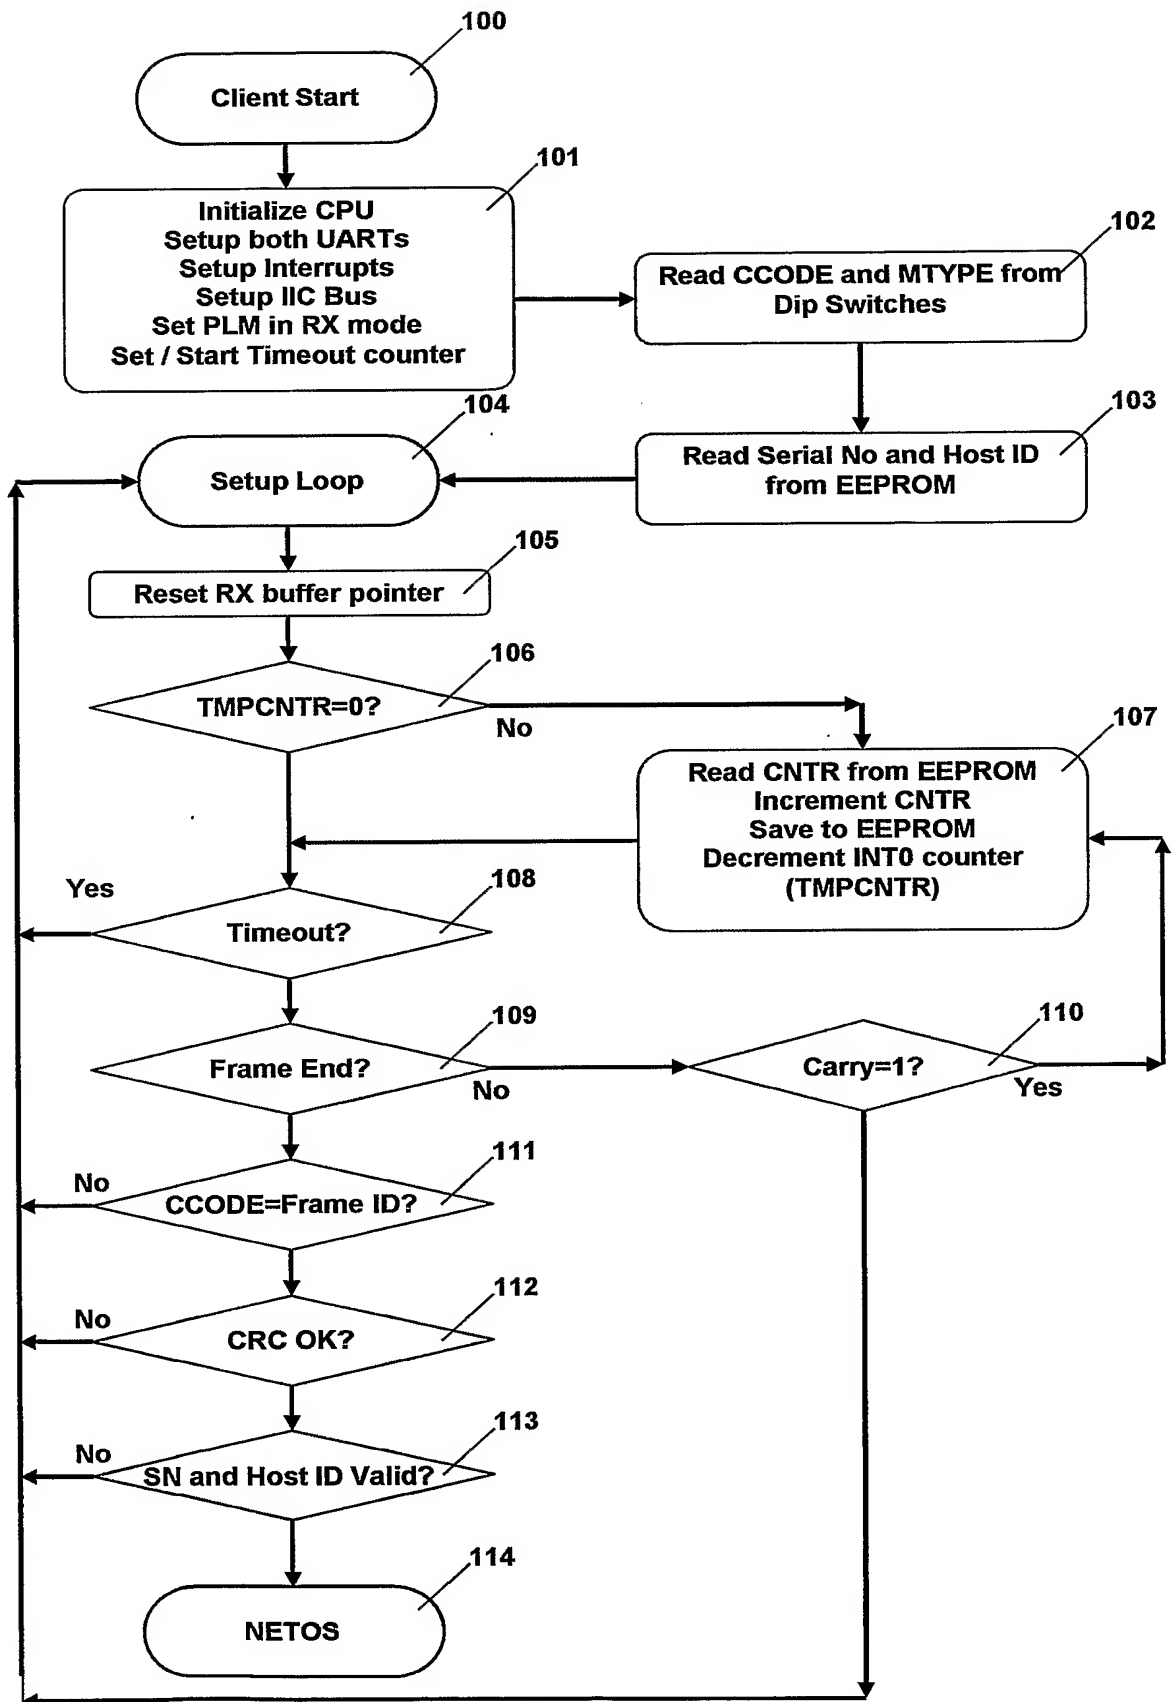 100
Client Start
101
Initialize CPU
Setup both UARTs
Setup Interrupts
Setup IIC Bus
Set PLM in RX mode
Set / Start Timeout counter
102
Read CCODE and MTYPE from
Dip Switches
103
Read Serial No and Host ID
from EEPROM
104
Setup Loop
105
Reset RX buffer pointer
106
TMPCNTR=0?
No
107
Read CNTR from EEPROM
Increment CNTR
Save to EEPROM
Decrement INT0 counter
(TMPCNTR)
Yes
108
Timeout?
109
Frame End?
No
110
Carry=1?
Yes
111
No
CCODE=Frame ID?
112
No
CRC OK?
113
No
SN and Host ID Valid?
114
NETOS